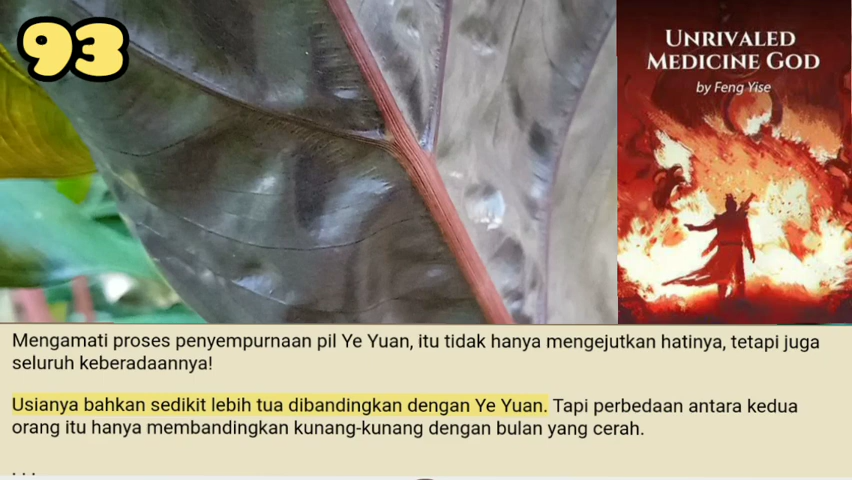 93
UNRIVALED
MEDICINE GOD
by Feng Yise
Mengamati proses penyempurnaan pil Ye Yuan, itu tidak hanya mengejutkan hatinya, tetapi juga
seluruh keberadaannya!
Usianya bahkan sedikit lebih tua dibandingkan dengan Ye Yuan. Tapi perbedaan antara kedua
orang itu hanya membandingkan kunang-kunang dengan bulan yang cerah.
...